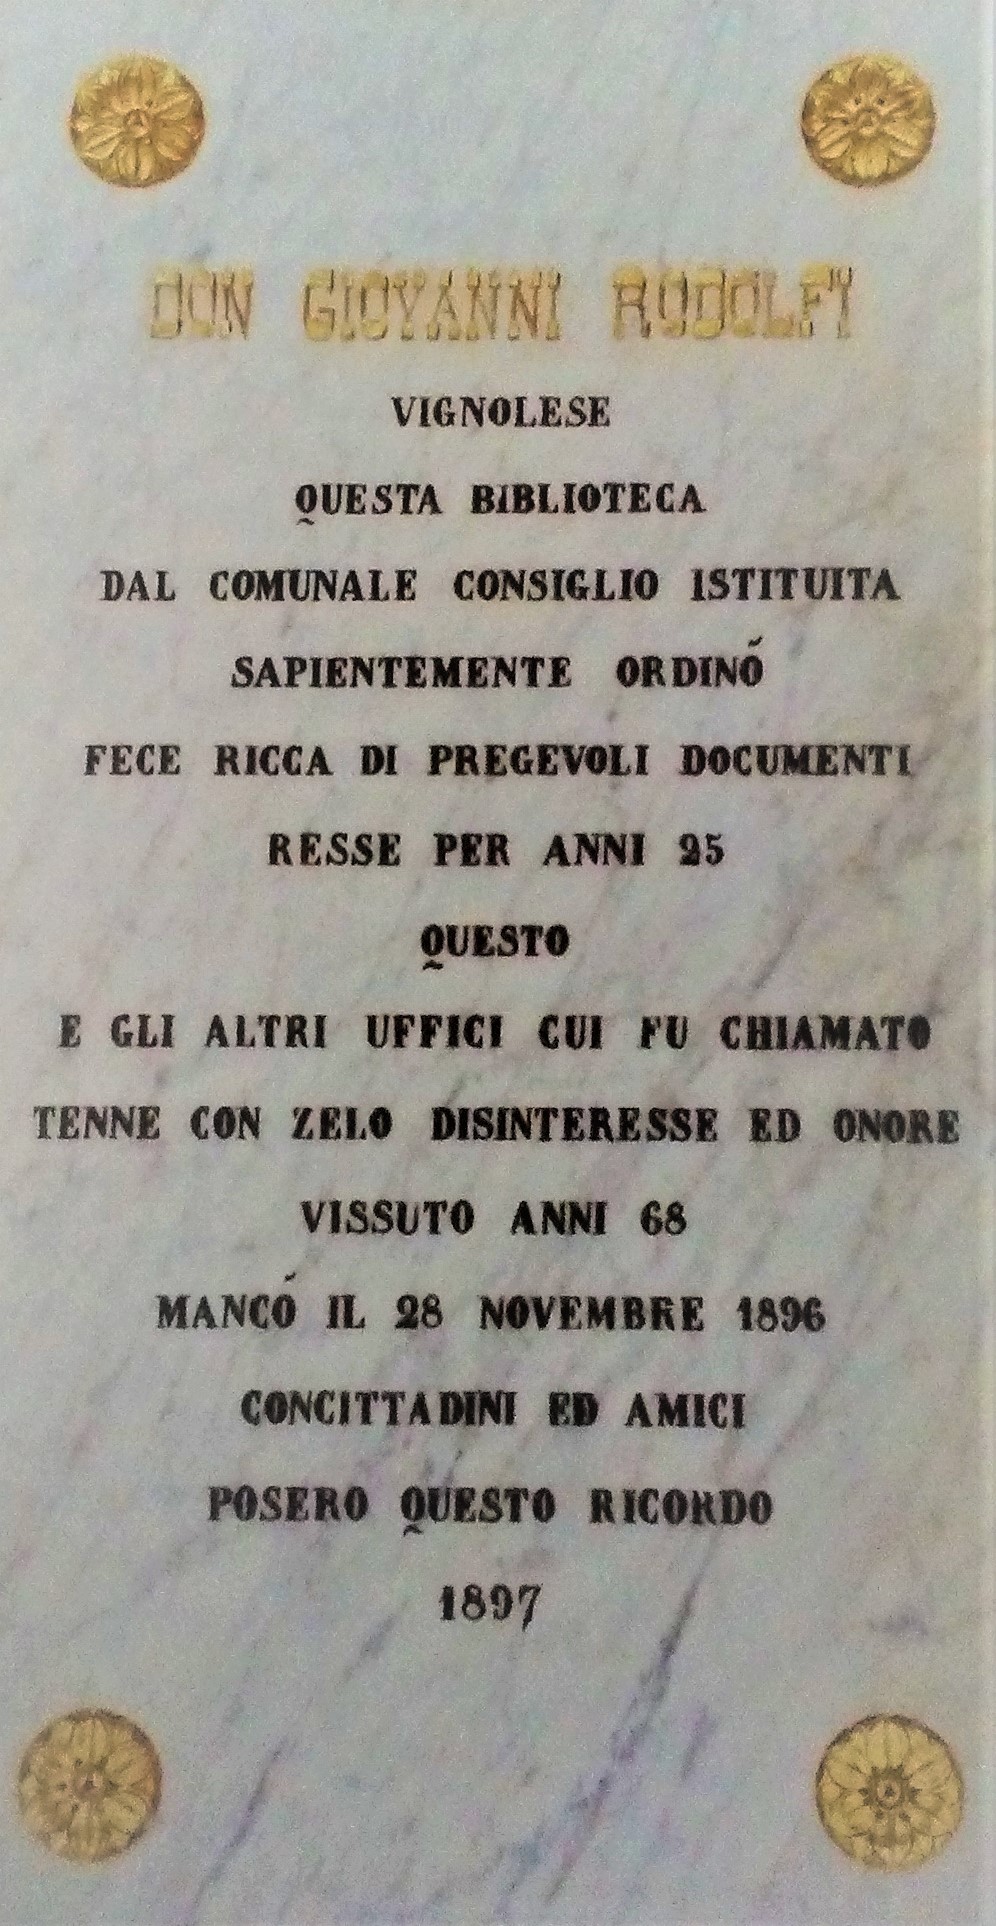 DON GIOVANNI RODOLFI
VIGNOLESE
QUESTA BIBLIOTECA
DAL COMUNALE CONSIGLIO ISTITUITA
SAPIENTEMENTE ORDINÓ
FECE RICCA DI PREGEVOLI DOCUMENTI
RESSE PER ANNI 25
QUESTO
E GLI ALTRI UFFICI CUI FU CHIAMATO
TENNE CON ZELO DISINTERESSE ED ONORE
VISSUTO ANNI 68
MANCÓ IL 28 NOVEMBRE 1896
CONCITTADINI ED AMICI
POSERO QUESTO RICORDO
1897